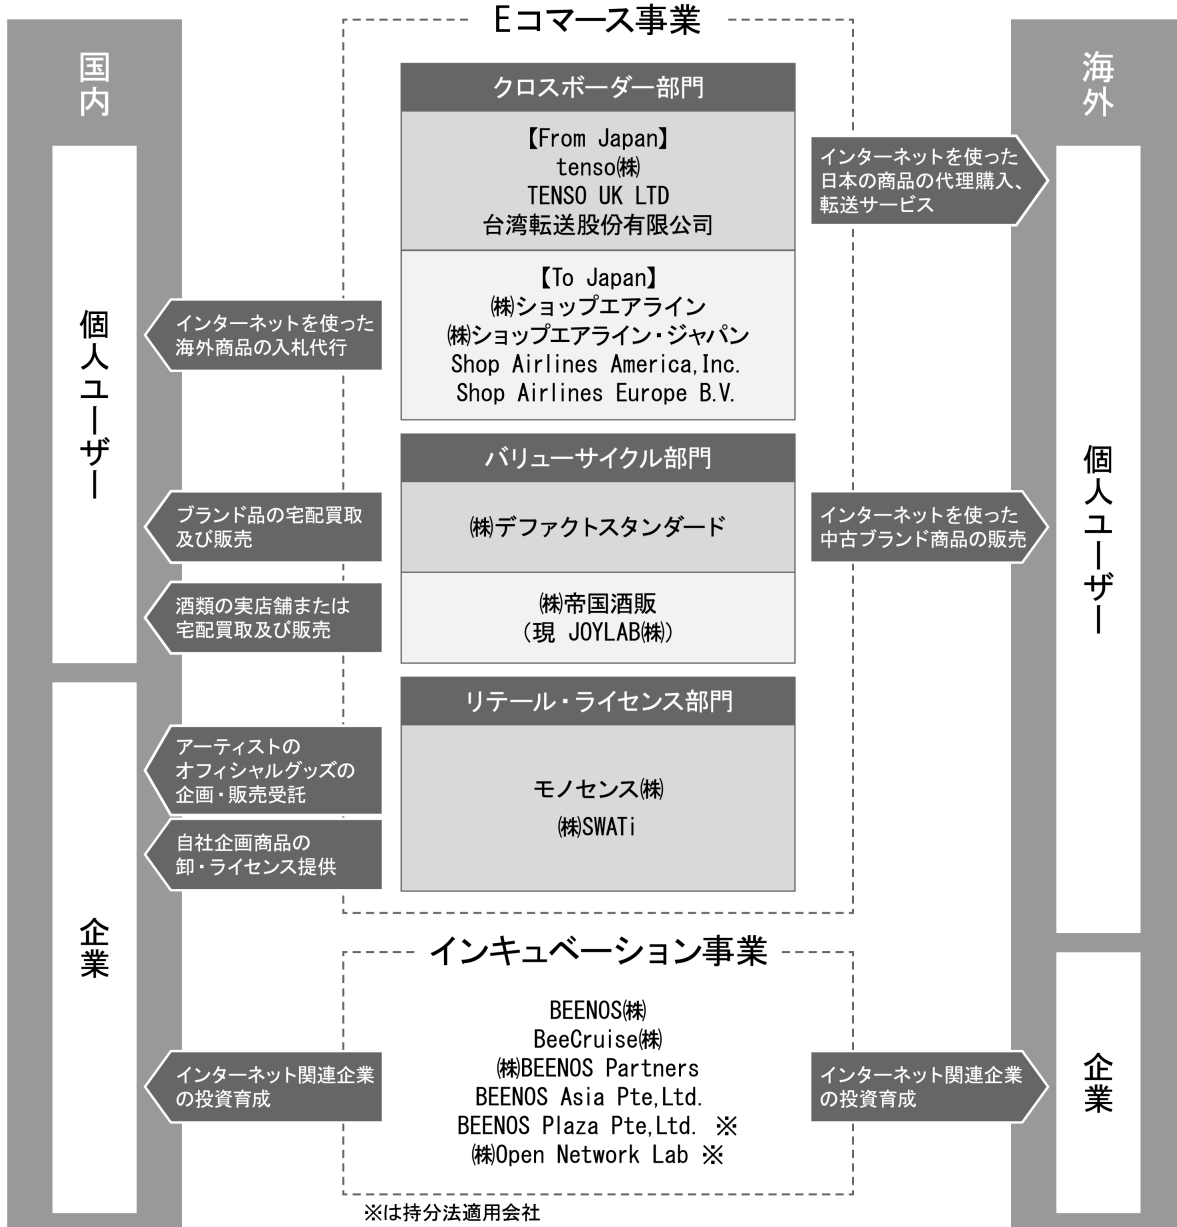 Eコマース事業
国内
海外
クロスボーダー部門
【From Japan】
tenso㈱
TENSO UK LTD
台湾転送股份有限公司
インターネットを使った
日本の商品の代理購入、
転送サービス
【To Japan】
㈱ショップエアライン
㈱ショップエアライン・ジャパン
Shop Airlines America,Inc.
Shop Airlines Europe B.V.
インターネットを使った
海外商品の入札代行
個人ユーザー
個人ユーザー
バリューサイクル部門
㈱デファクトスタンダード
ブランド品の宅配買取
及び販売
インターネットを使った
中古ブランド商品の販売
㈱帝国酒販
（現 JOYLAB㈱）
酒類の実店舗または
宅配買取及び販売
リテール・ライセンス部門
モノセンス㈱
㈱SWATi
アーティストの
オフィシャルグッズの
企画・販売受託
自社企画商品の
卸・ライセンス提供
企業
企業
インキュベーション事業
BEENOS㈱
BeeCruise㈱
㈱BEENOS Partners
BEENOS Asia Pte,Ltd.
BEENOS Plaza Pte,Ltd. ※
㈱Open Network Lab ※
インターネット関連企業
の投資育成
インターネット関連企業
の投資育成
※は持分法適用会社